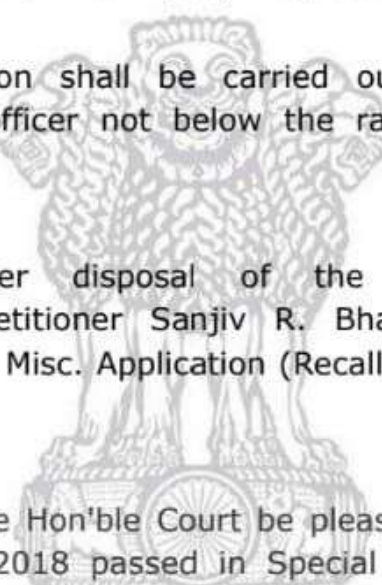 on shall be carried ou
officer not below the ra
er disposal of the
etitioner Sanjiv R. Bha
Misc. Application (Recall
e Hon'ble Court be pleas
2018 passed in Special